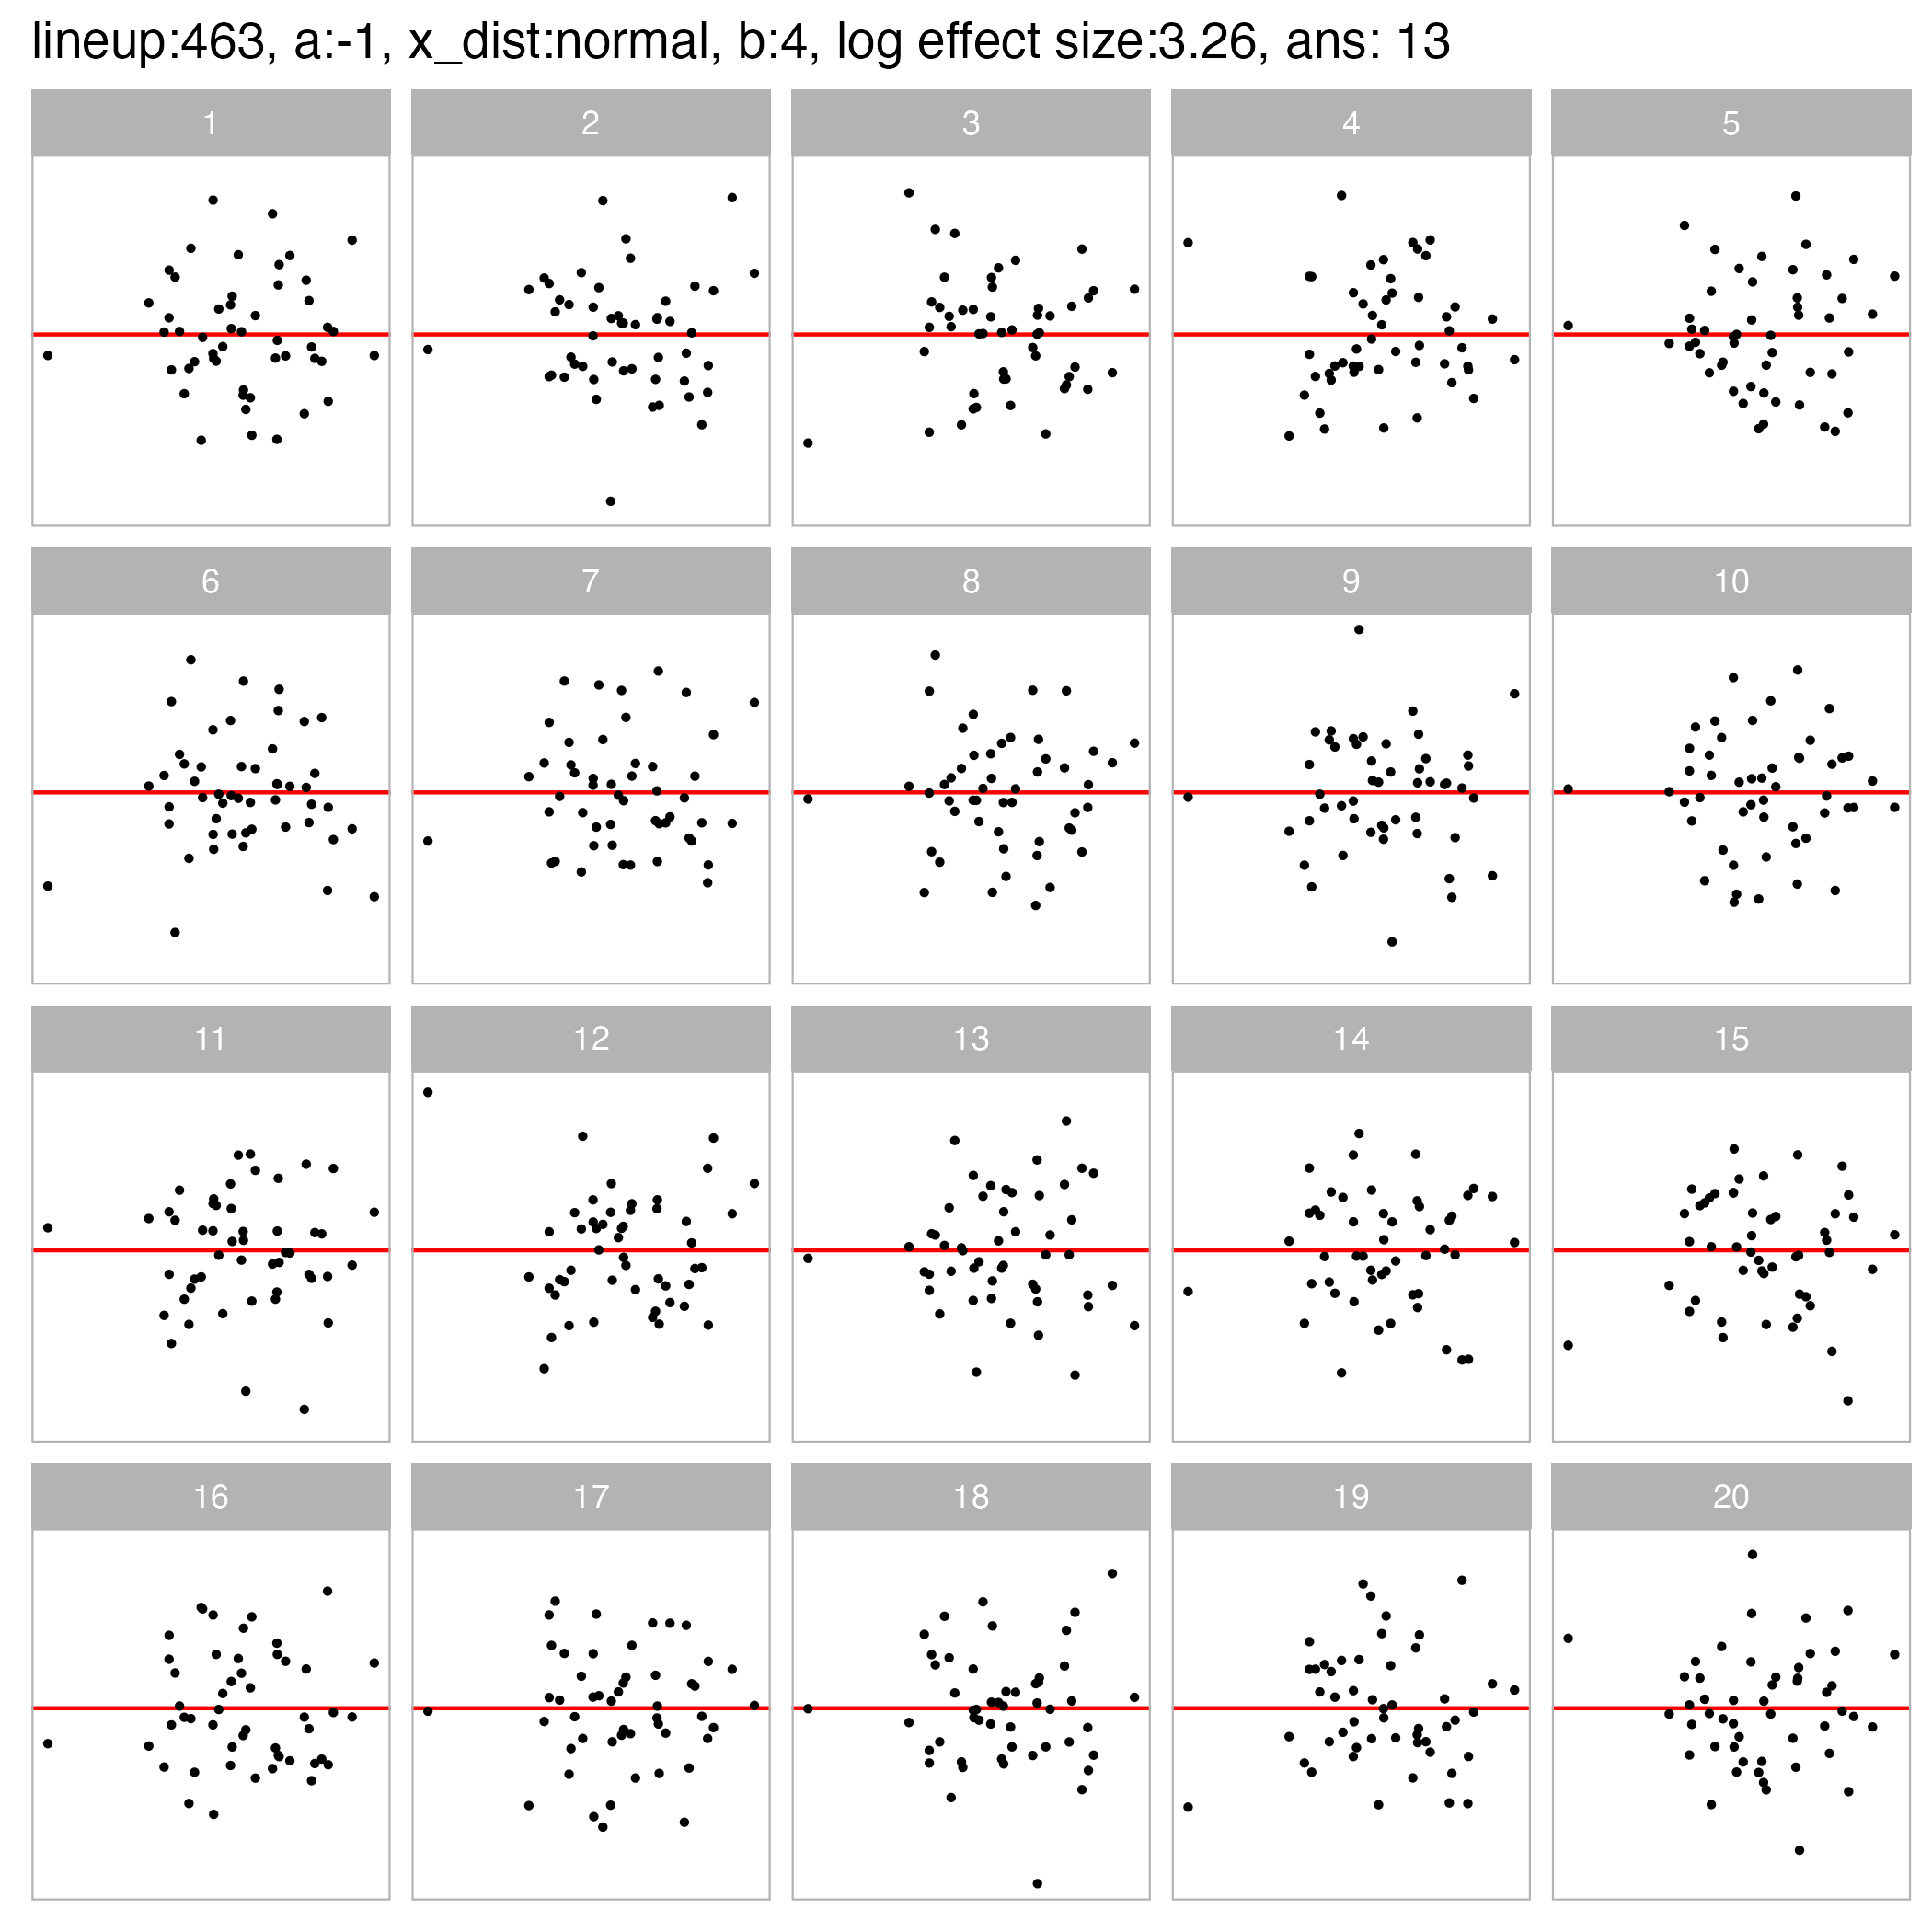 lineup:463, a:-1, x_dist:normal, b:4, log effect size:3.26, ans: 13
1 2 3 4 5
6 7 8 9 10
11 12 13 14 15
16 17 18 19 20